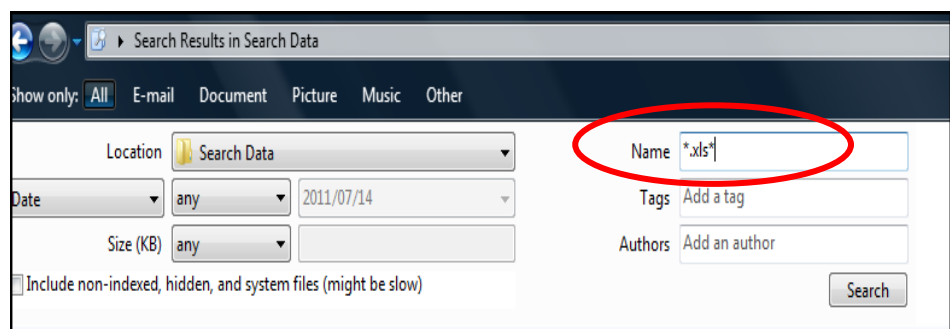 Search Results in Search Data
Show only: All E-mail Document Picture Music Other
Location Search Data Name *.xls*
Date any 2011/07/14 Tags Add a tag
Size (KB) any Authors Add an author
Include non-indexed, hidden, and system files (might be slow) Search